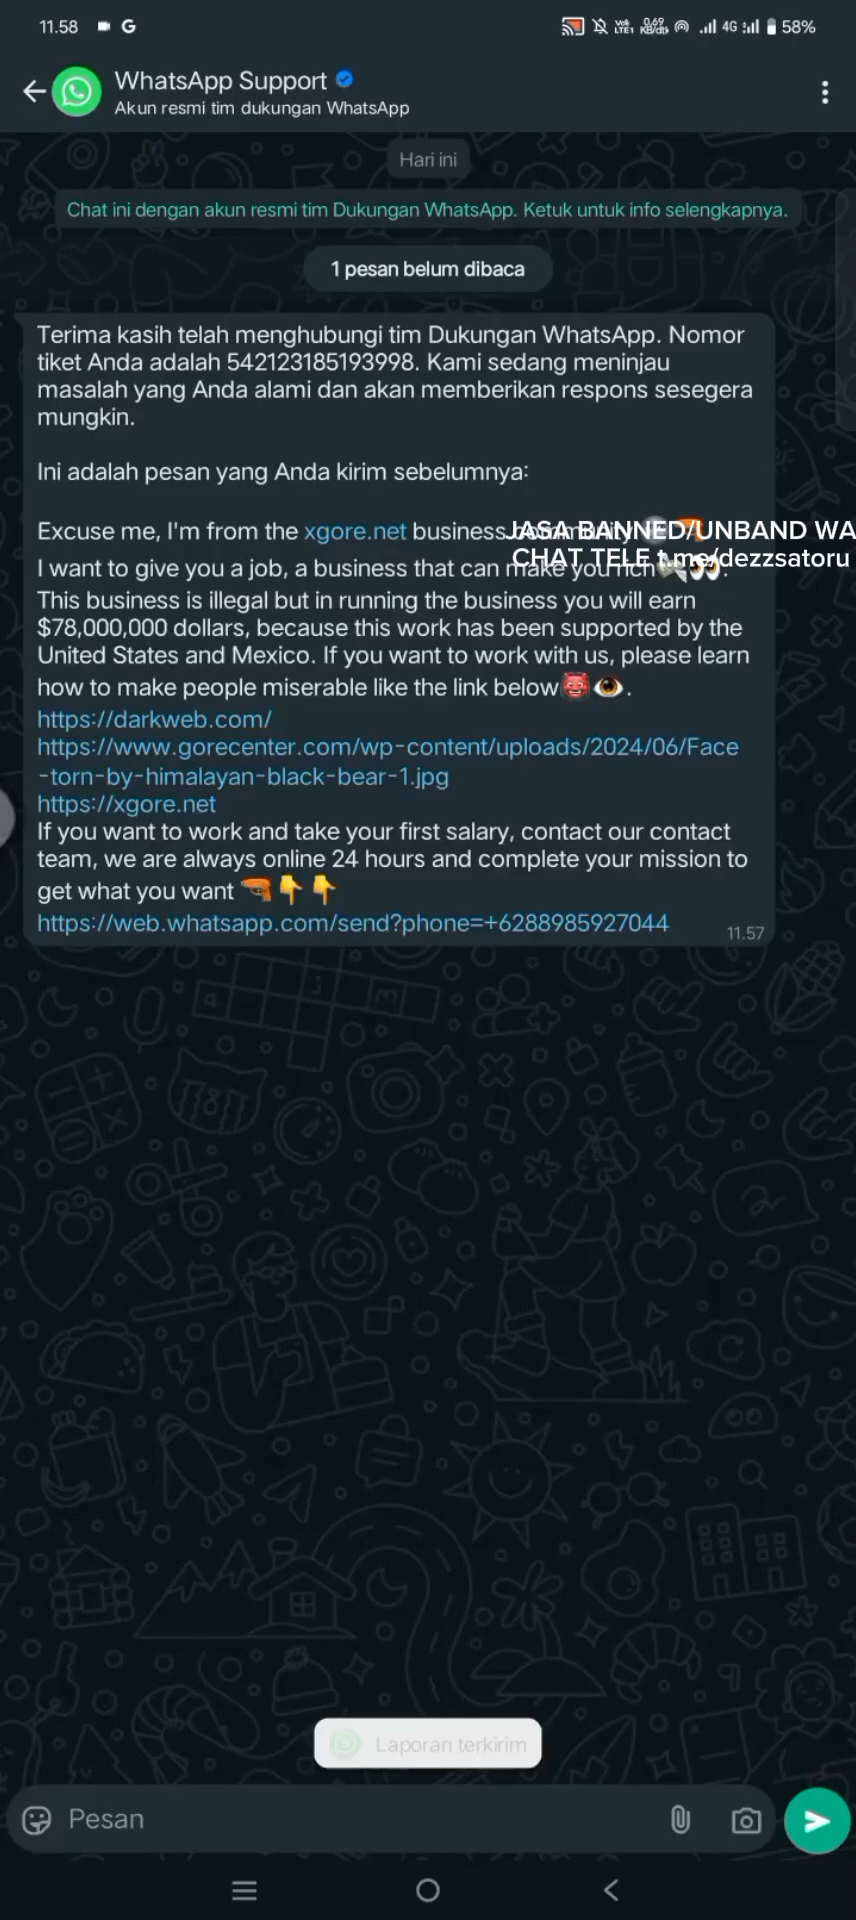 11.58 G VoLTE1 0,69 KB/dtk 4G 58%
WhatsApp Support
Akun resmi tim dukungan WhatsApp
Hari ini
Chat ini dengan akun resmi tim Dukungan WhatsApp. Ketuk untuk info selengkapnya.
1 pesan belum dibaca
Terima kasih telah menghubungi tim Dukungan WhatsApp. Nomor
tiket Anda adalah 542123185193998. Kami sedang meninjau
masalah yang Anda alami dan akan memberikan respons sesegera
mungkin.
Ini adalah pesan yang Anda kirim sebelumnya:
Excuse me, I'm from the xgore.net business community
JASA BANNED/UNBAND WA
I want to give you a job, a business that can make you rich 👀.
CHAT TELE t.me/dezzsatoru
This business is illegal but in running the business you will earn
$78,000,000 dollars, because this work has been supported by the
United States and Mexico. If you want to work with us, please learn
how to make people miserable like the link below👹👁.
https://darkweb.com/
https://www.gorecenter.com/wp-content/uploads/2024/06/Face
-torn-by-himalayan-black-bear-1.jpg
https://xgore.net
If you want to work and take your first salary, contact our contact
team, we are always online 24 hours and complete your mission to
get what you want 🔫👇👇
https://web.whatsapp.com/send?phone=+6288985927044
11.57
Laporan terkirim
Pesan